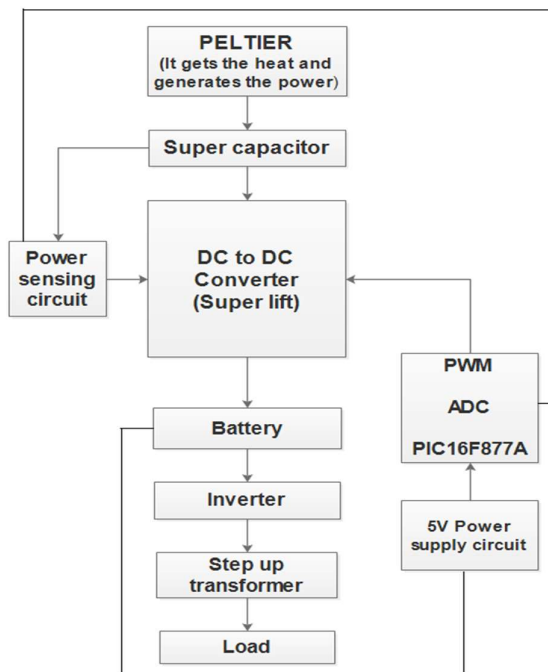 PELTIER
(It gets the heat and
generates the power)
Super capacitor
Power
sensing
circuit
DC to DC
Converter
(Super lift)
PWM
ADC
PIC16F877A
Battery
Inverter
5V Power
supply circuit
Step up
transformer
Load